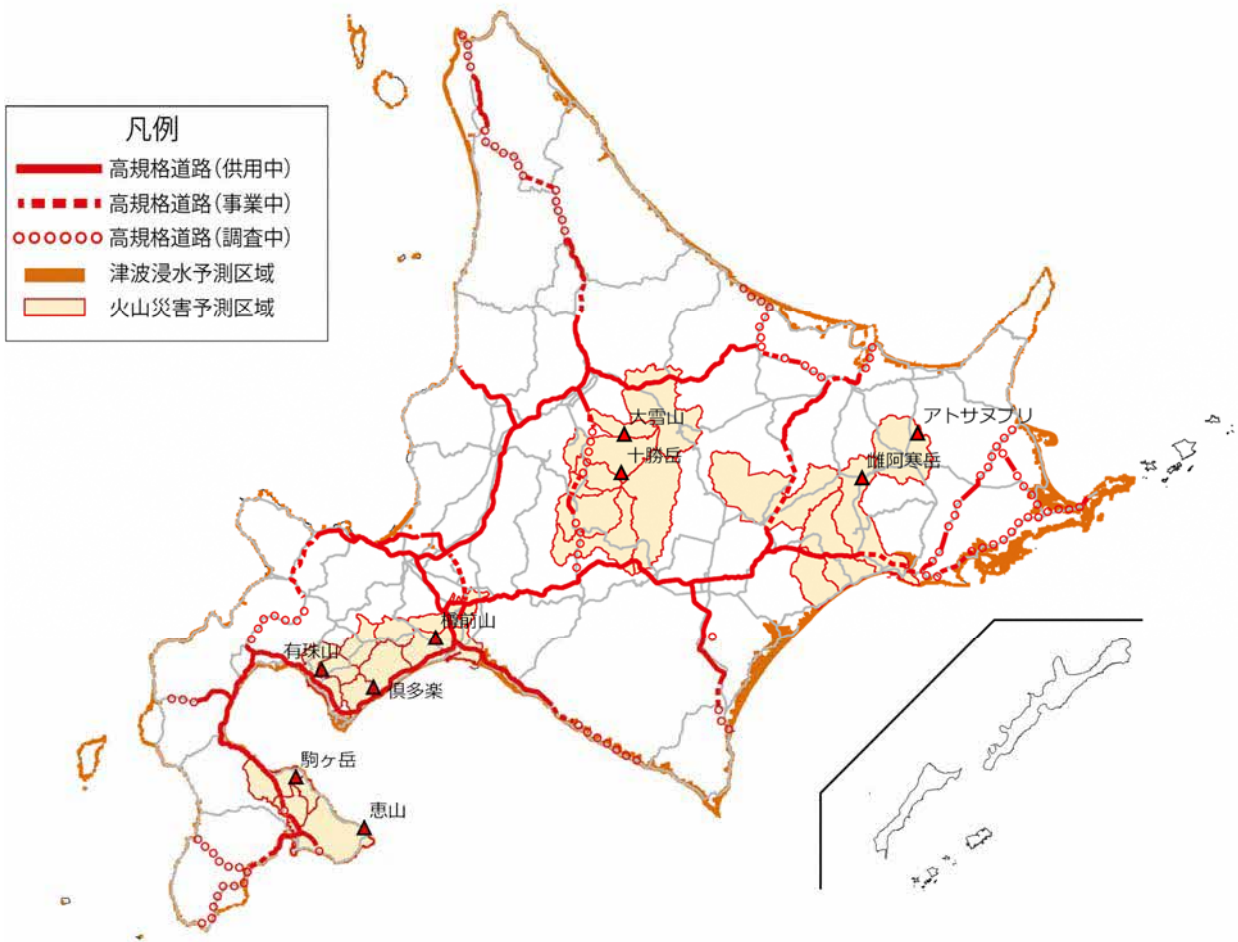 凡例
高規格道路(供用中)
高規格道路(事業中)
高規格道路(調査中)
津波浸水予測区域
火山災害予測区域
大雪山
十勝岳
アトサヌプリ
雌阿寒岳
樽前山
有珠山
倶多楽
駒ヶ岳
恵山